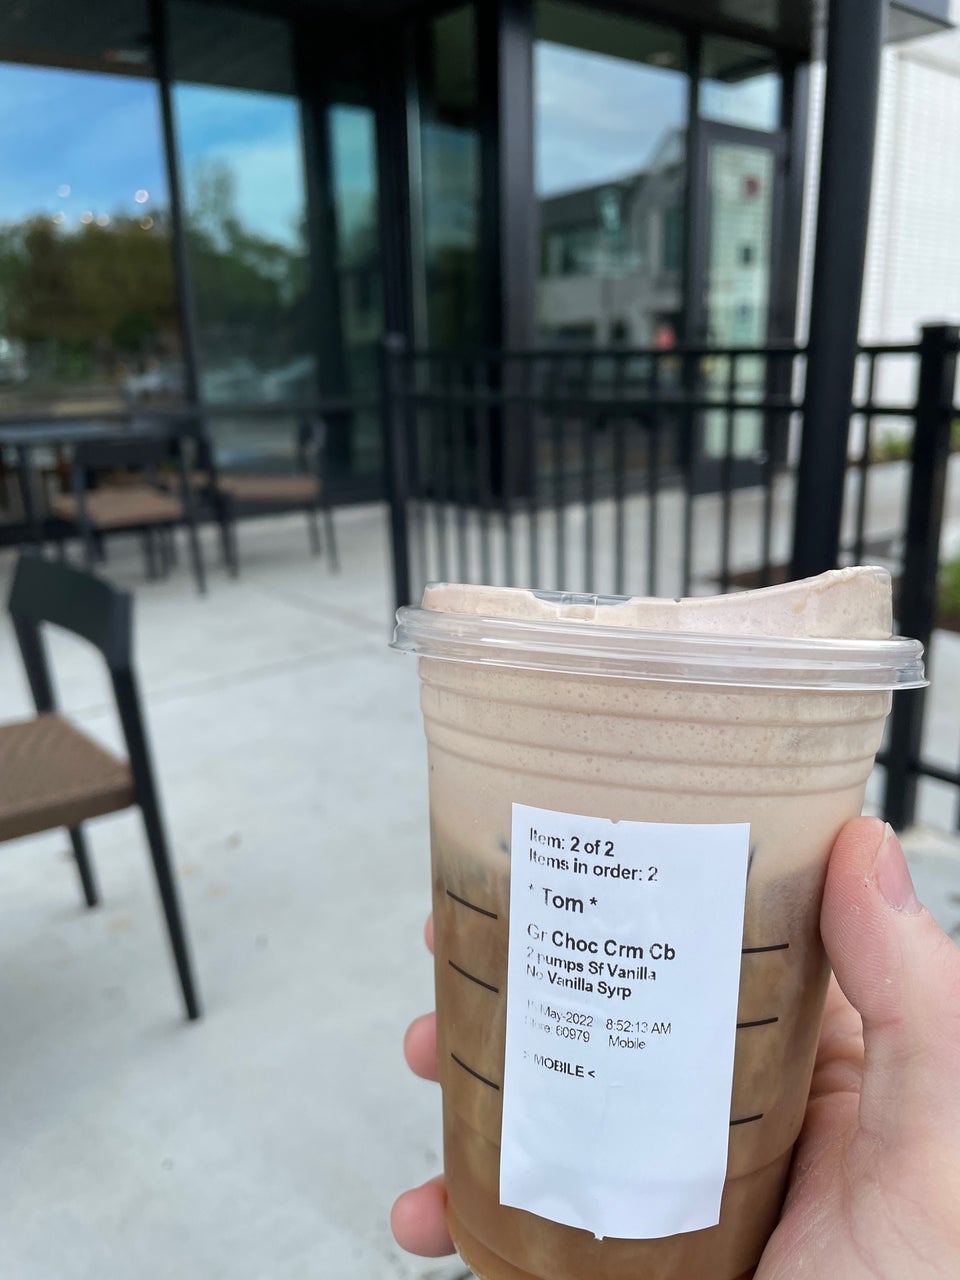 Item: 2 of 2
Items in order: 2
* Tom *
Gr Choc Crm Cb
2 pumps Sf Vanilla
No Vanilla Syrp
May-2022 8:52:13 AM
60979 Mobile
> MOBILE <